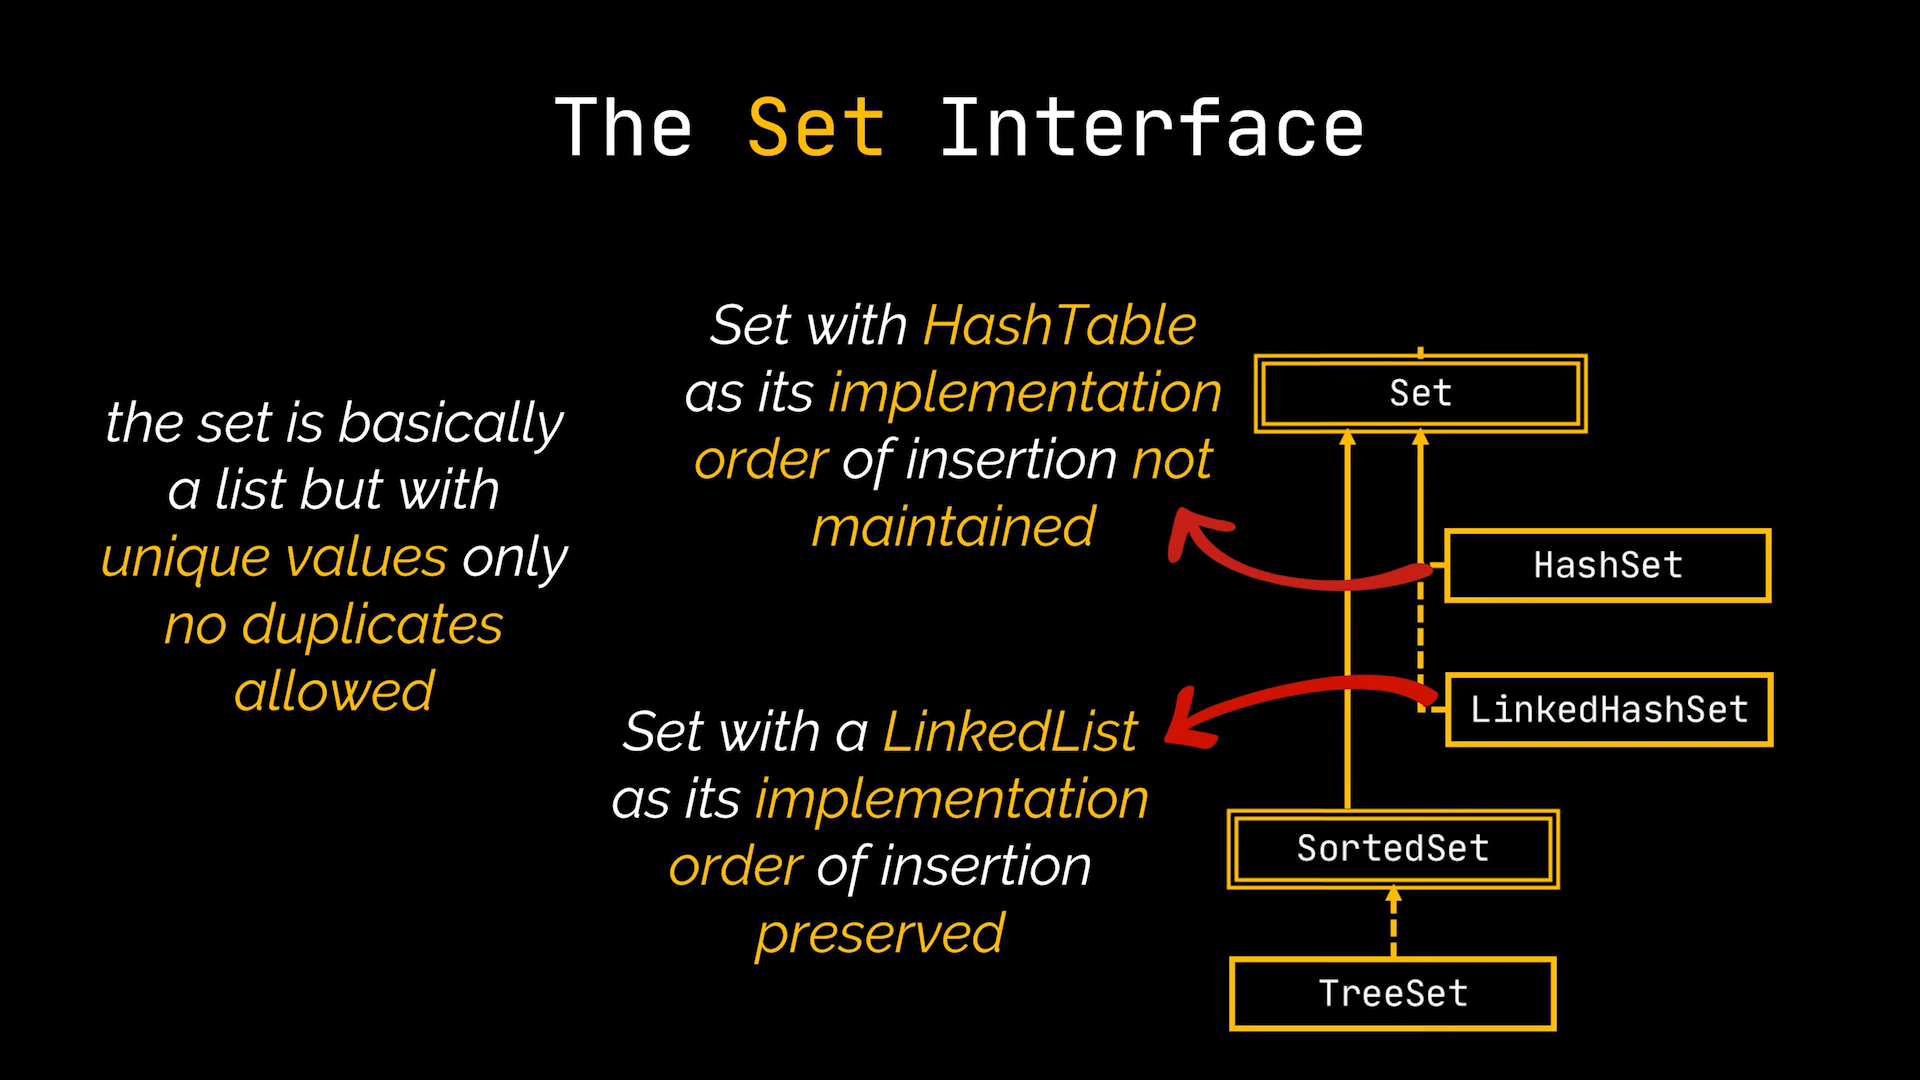 The Set Interface
the set is basically
a list but with
unique values only
no duplicates
allowed
Set with HashTable
as its implementation
order of insertion not
maintained
Set with a LinkedList
as its implementation
order of insertion
preserved
Set
HashSet
LinkedHashSet
SortedSet
TreeSet